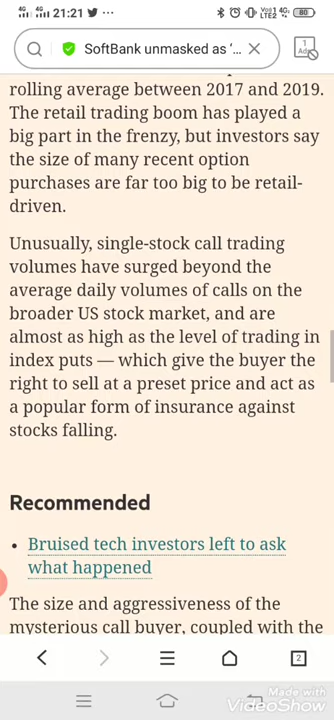 21:21
80
SoftBank unmasked as ‘...
rolling average between 2017 and 2019.
The retail trading boom has played a
big part in the frenzy, but investors say
the size of many recent option
purchases are far too big to be retail-
driven.
Unusually, single-stock call trading
volumes have surged beyond the
average daily volumes of calls on the
broader US stock market, and are
almost as high as the level of trading in
index puts — which give the buyer the
right to sell at a preset price and act as
a popular form of insurance against
stocks falling.
Recommended
• Bruised tech investors left to ask
what happened
The size and aggressiveness of the
mysterious call buyer, coupled with the
2
Made with
VideoShow